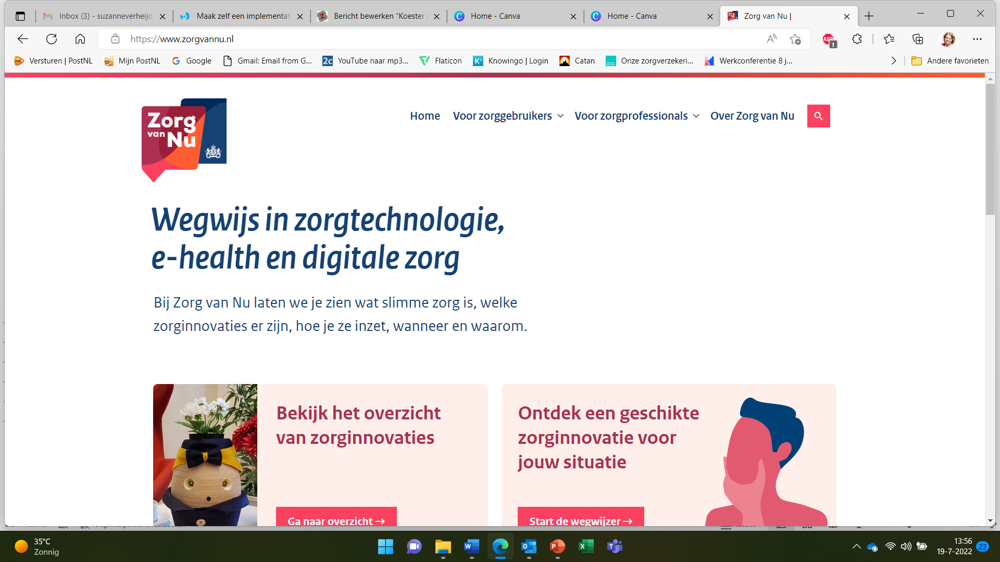 Inbox (3) - suzanneverheijd
Maak zelf een implementat
Bericht bewerken “Koester
Home - Canva
Home - Canva
Zorg van Nu |
https://www.zorgvannu.nl
ABP
1
Versturen | PostNL
Mijn PostNL
Google
Gmail: Email from G...
YouTube naar mp3...
Flaticon
Knowingo | Login
Catan
Onze zorgverzekeri...
Werkconferentie 8 j...
Andere favorieten
Zorg
van Nu
Home
Voor zorggebruikers
Voor zorgprofessionals
Over Zorg van Nu
Wegwijs in zorgtechnologie,
e-health en digitale zorg
Bij Zorg van Nu laten we je zien wat slimme zorg is, welke
zorginnovaties er zijn, hoe je ze inzet, wanneer en waarom.
Bekijk het overzicht
van zorginnovaties
Ga naar overzicht →
Ontdek een geschikte
zorginnovatie voor
jouw situatie
Start de wegwijzer →
35°C
Zonnig
13:56
19-7-2022
22